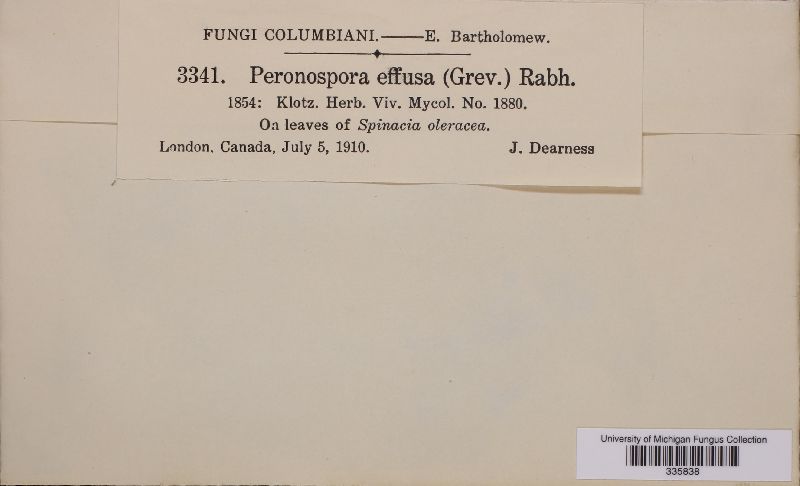 FUNGI COLUMBIANI.——E. Bartholomew.
3341. Peronospora effusa (Grev.) Rabh.
1854: Klotz. Herb. Viv. Mycol. No. 1880.
On leaves of Spinacia oleracea.
London, Canada, July 5, 1910. J. Dearness
University of Michigan Fungus Collection
335838